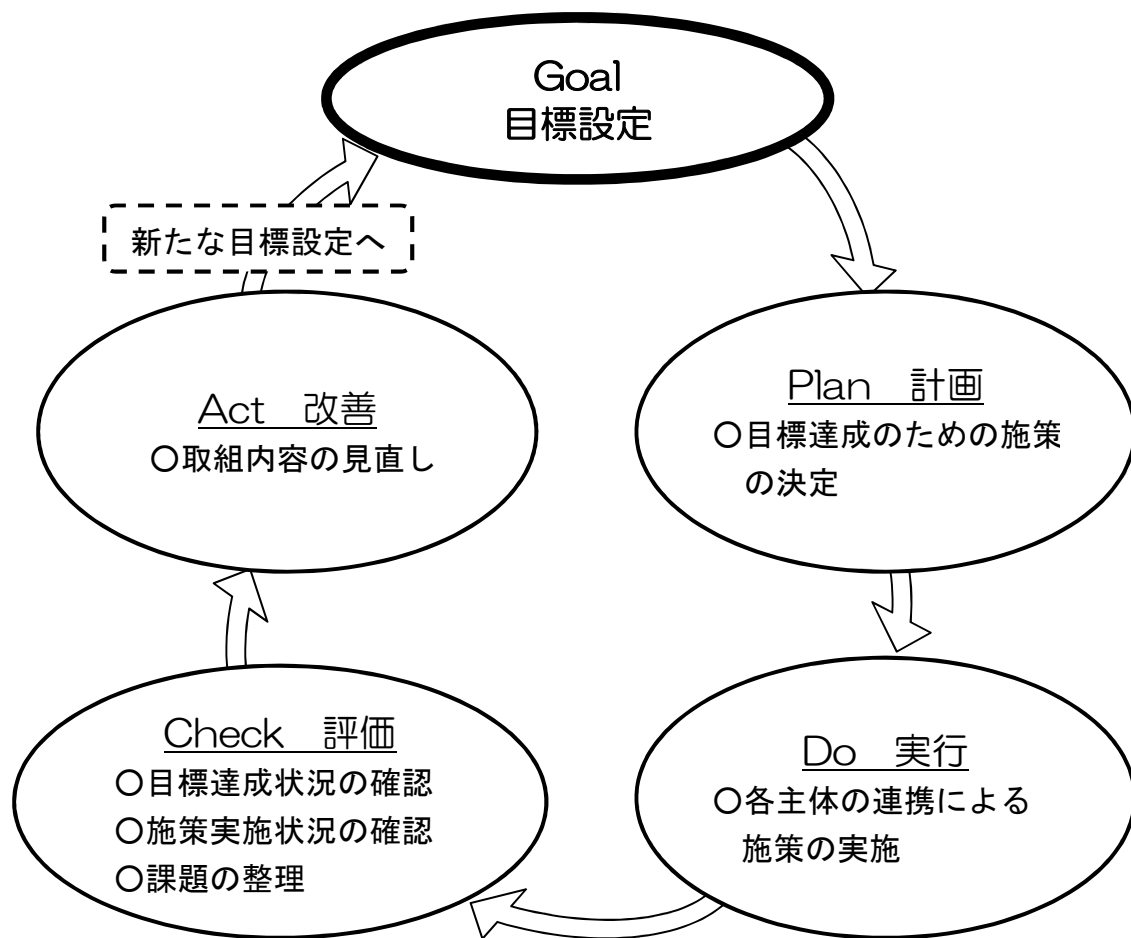 Goal
目標設定
新たな目標設定へ
Plan　計画
○目標達成のための施策
の決定
Do　実行
○各主体の連携による
施策の実施
Check　評価
○目標達成状況の確認
○施策実施状況の確認
○課題の整理
Act　改善
○取組内容の見直し